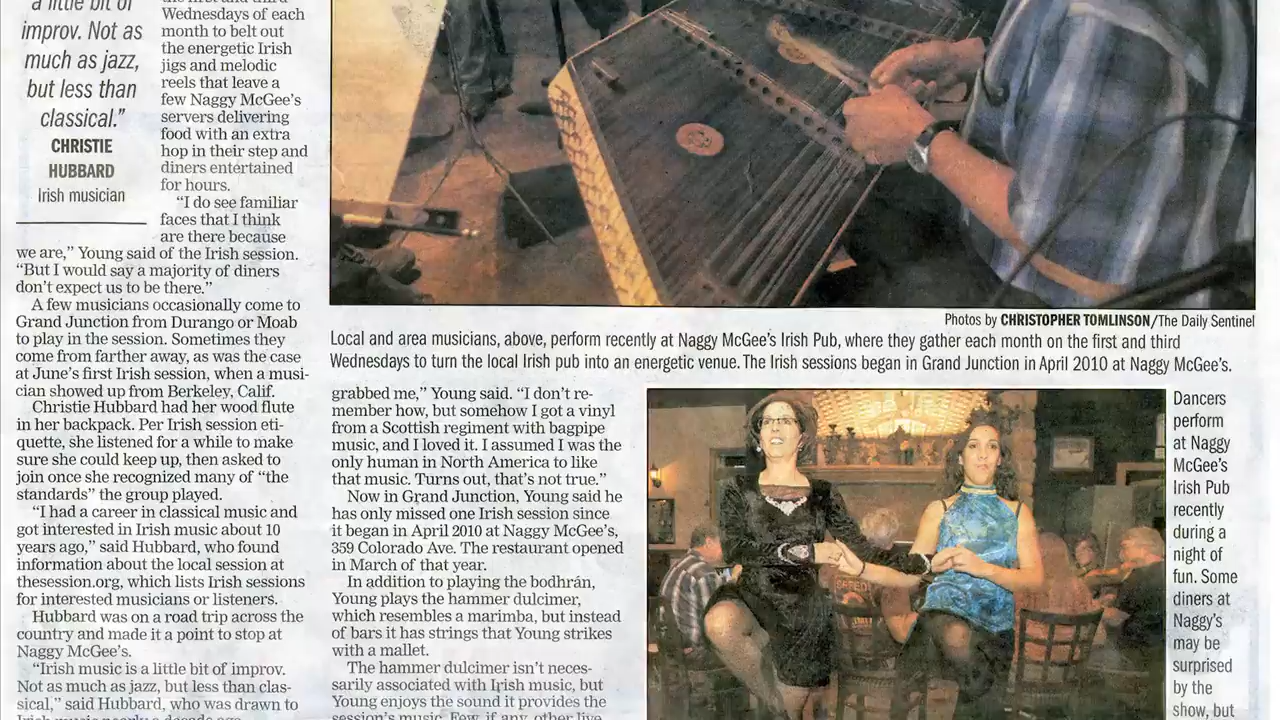 a little bit of
improv. Not as
much as jazz,
but less than
classical.”
CHRISTIE
HUBBARD
Irish musician
Wednesdays of each
month to belt out
the energetic Irish
jigs and melodic
reels that leave a
few Naggy McGee’s
servers delivering
food with an extra
hop in their step and
diners entertained
for hours.
“I do see familiar
faces that I think
are there because
we are,” Young said of the Irish session.
“But I would say a majority of diners
don’t expect us to be there.”
A few musicians occasionally come to
Grand Junction from Durango or Moab
to play in the session. Sometimes they
come from farther away, as was the case
at June’s first Irish session, when a musi-
cian showed up from Berkeley, Calif.
Christie Hubbard had her wood flute
in her backpack. Per Irish session eti-
quette, she listened for a while to make
sure she could keep up, then asked to
join once she recognized many of “the
standards” the group played.
“I had a career in classical music and
got interested in Irish music about 10
years ago,” said Hubbard, who found
information about the local session at
thesession.org, which lists Irish sessions
for interested musicians or listeners.
Hubbard was on a road trip across the
country and made it a point to stop at
Naggy McGee’s.
“Irish music is a little bit of improv.
Not as much as jazz, but less than clas-
sical,” said Hubbard, who was drawn to
Photos by CHRISTOPHER TOMLINSON/The Daily Sentinel
Local and area musicians, above, perform recently at Naggy McGee’s Irish Pub, where they gather each month on the first and third
Wednesdays to turn the local Irish pub into an energetic venue. The Irish sessions began in Grand Junction in April 2010 at Naggy McGee’s.
grabbed me,” Young said. “I don’t re-
member how, but somehow I got a vinyl
from a Scottish regiment with bagpipe
music, and I loved it. I assumed I was the
only human in North America to like
that music. Turns out, that’s not true.”
Now in Grand Junction, Young said he
has only missed one Irish session since
it began in April 2010 at Naggy McGee’s,
359 Colorado Ave. The restaurant opened
in March of that year.
In addition to playing the bodhrán,
Young plays the hammer dulcimer,
which resembles a marimba, but instead
of bars it has strings that Young strikes
with a mallet.
The hammer dulcimer isn’t neces-
sarily associated with Irish music, but
Young enjoys the sound it provides the
session’s music. Few, if any, other live
Dancers
perform
at Naggy
McGee’s
Irish Pub
recently
during a
night of
fun. Some
diners at
Naggy’s
may be
surprised
by the
show, but